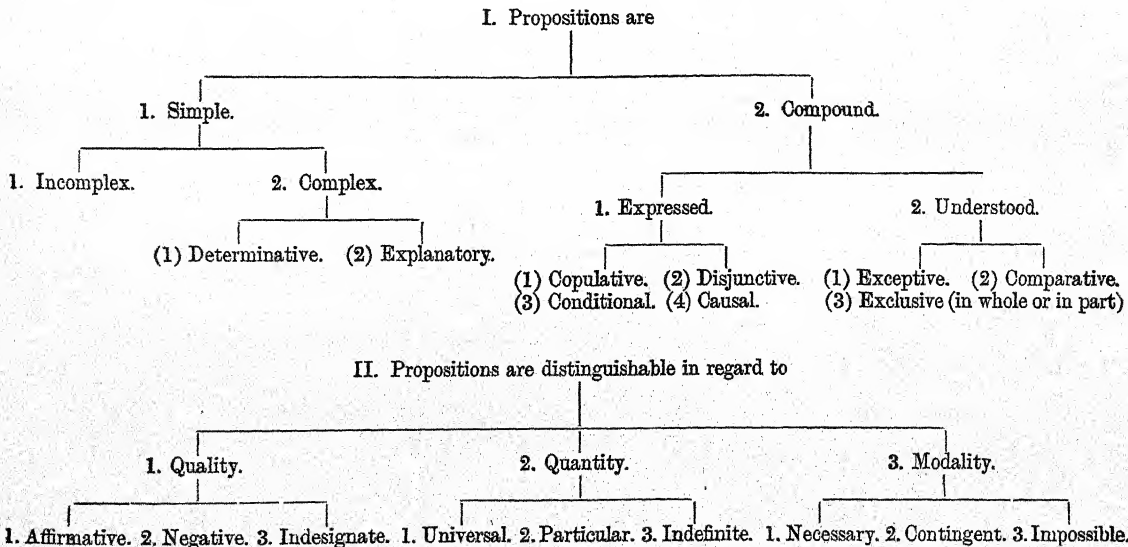 I. Propositions are
1. Simple. 2. Compound.
1. Incomplex. 2. Complex.
1. Expressed. 2. Understood.
(1) Determinative. (2) Explanatory.
(1) Copulative. (2) Disjunctive. (1) Exceptive. (2) Comparative.
(3) Conditional. (4) Causal. (3) Exclusive (in whole or in part)
II. Propositions are distinguishable in regard to
1. Quality. 2. Quantity. 3. Modality.
1. Affirmative. 2. Negative. 3. Indesignate. 1. Universal. 2. Particular. 3. Indefinite. 1. Necessary. 2. Contingent. 3. Impossible.